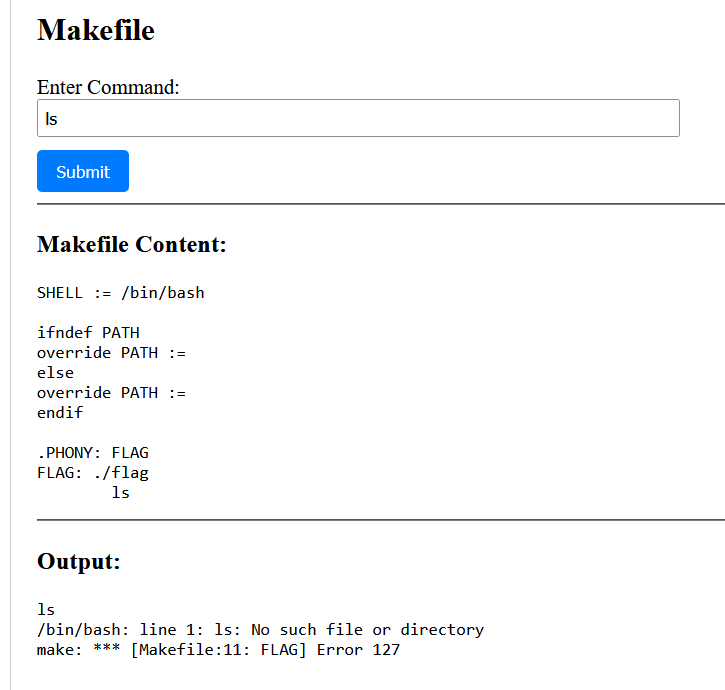 Makefile
Enter Command:
ls
Submit
Makefile Content:
SHELL := /bin/bash
ifndef PATH
override PATH :=
else
override PATH :=
endif
.PHONY: FLAG
FLAG: ./flag
ls
Output:
ls
/bin/bash: line 1: ls: No such file or directory
make: *** [Makefile:11: FLAG] Error 127